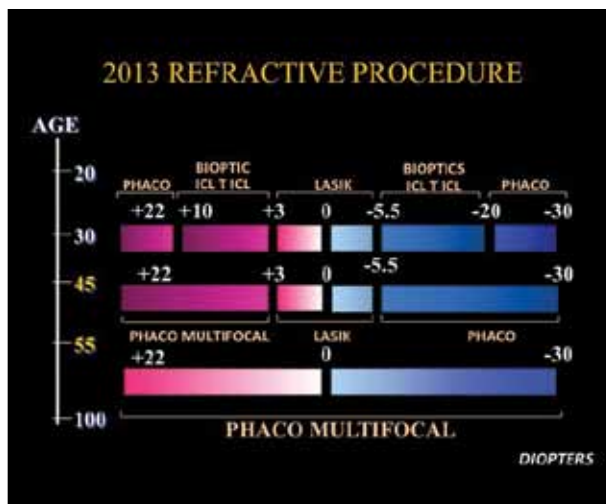 2013 REFRACTIVE PROCEDURE
AGE
20
BIOPTIC BIOPTICS
PHACO ICL T ICL LASIK ICL T ICL PHACO
+22 +10 +3 0 -5.5 -20 -30
30
-5.5
45 +22 +3 0 -30
PHACO MULTIFOCAL LASIK PHACO
55
+22 0 -30
100
PHACO MULTIFOCAL
DIOPTERS